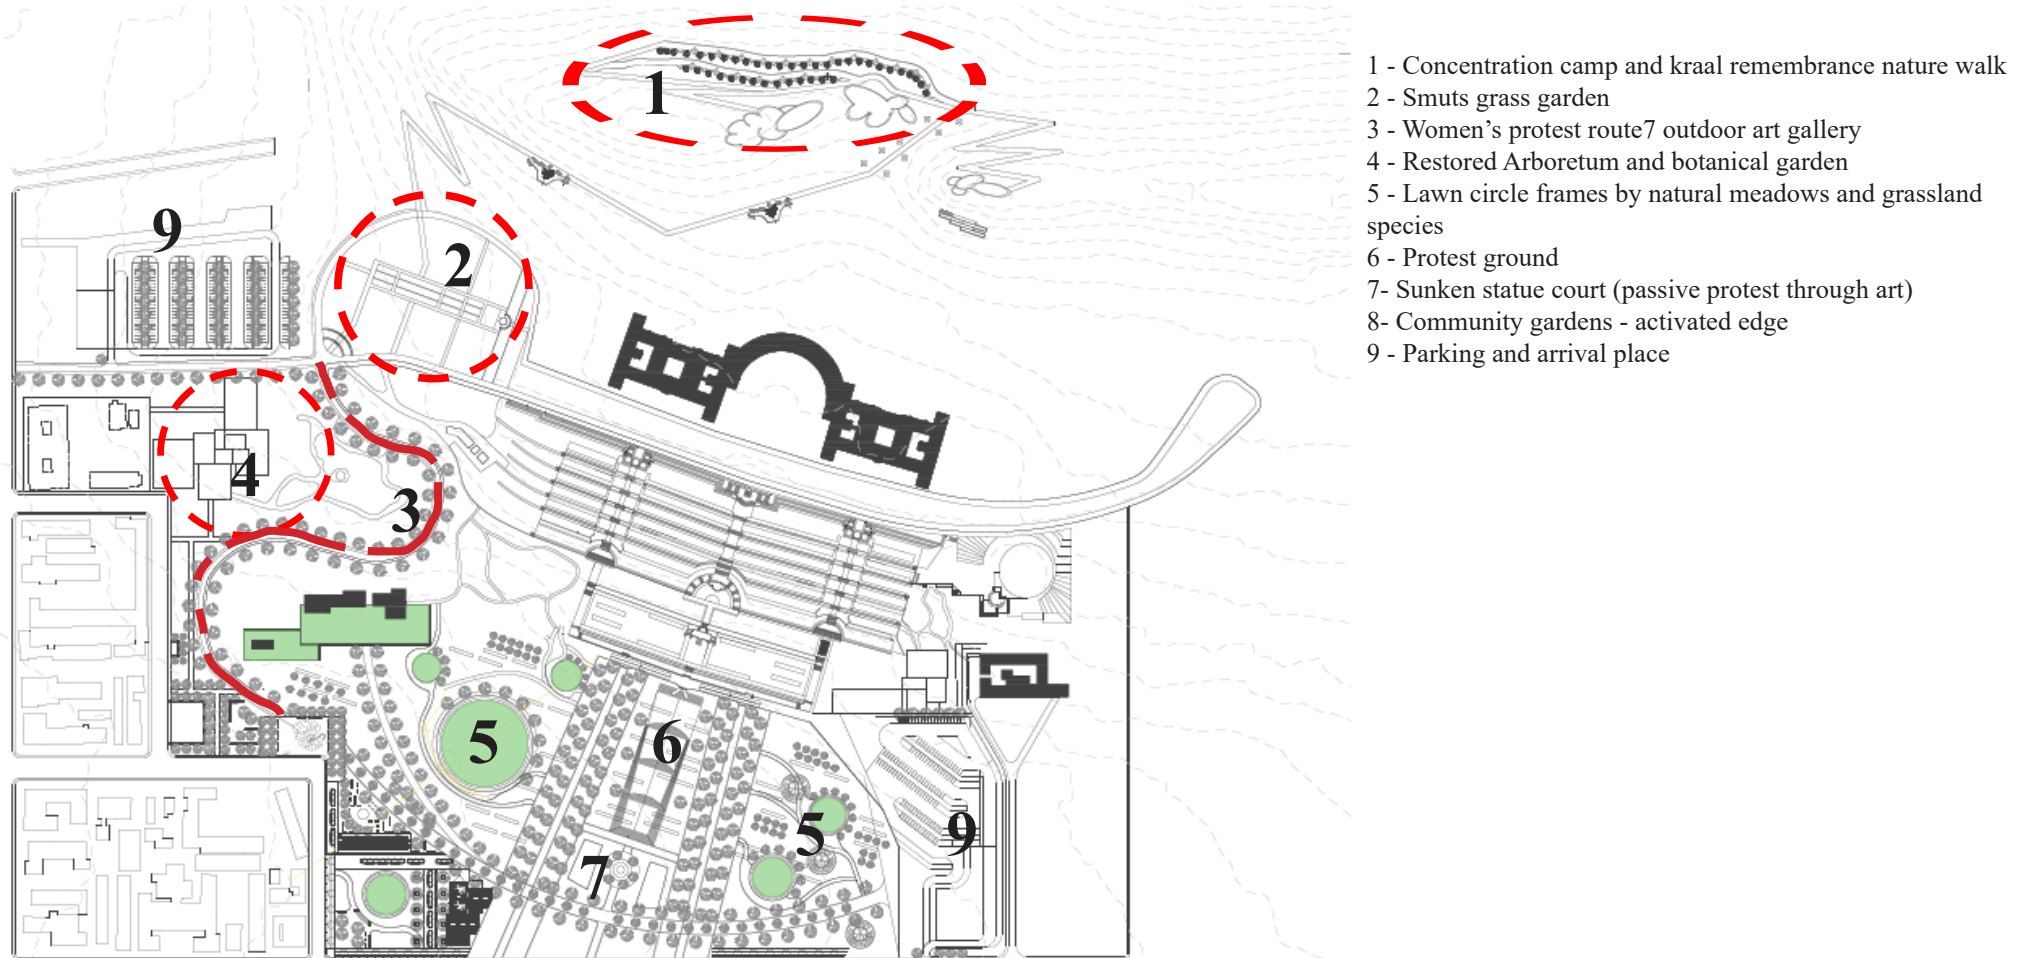 1
2
9
4
3
5
6
5
9
7
1 - Concentration camp and kraal remembrance nature walk
2 - Smuts grass garden
3 - Women’s protest route7 outdoor art gallery
4 - Restored Arboretum and botanical garden
5 - Lawn circle frames by natural meadows and grassland
species
6 - Protest ground
7- Sunken statue court (passive protest through art)
8- Community gardens - activated edge
9 - Parking and arrival place